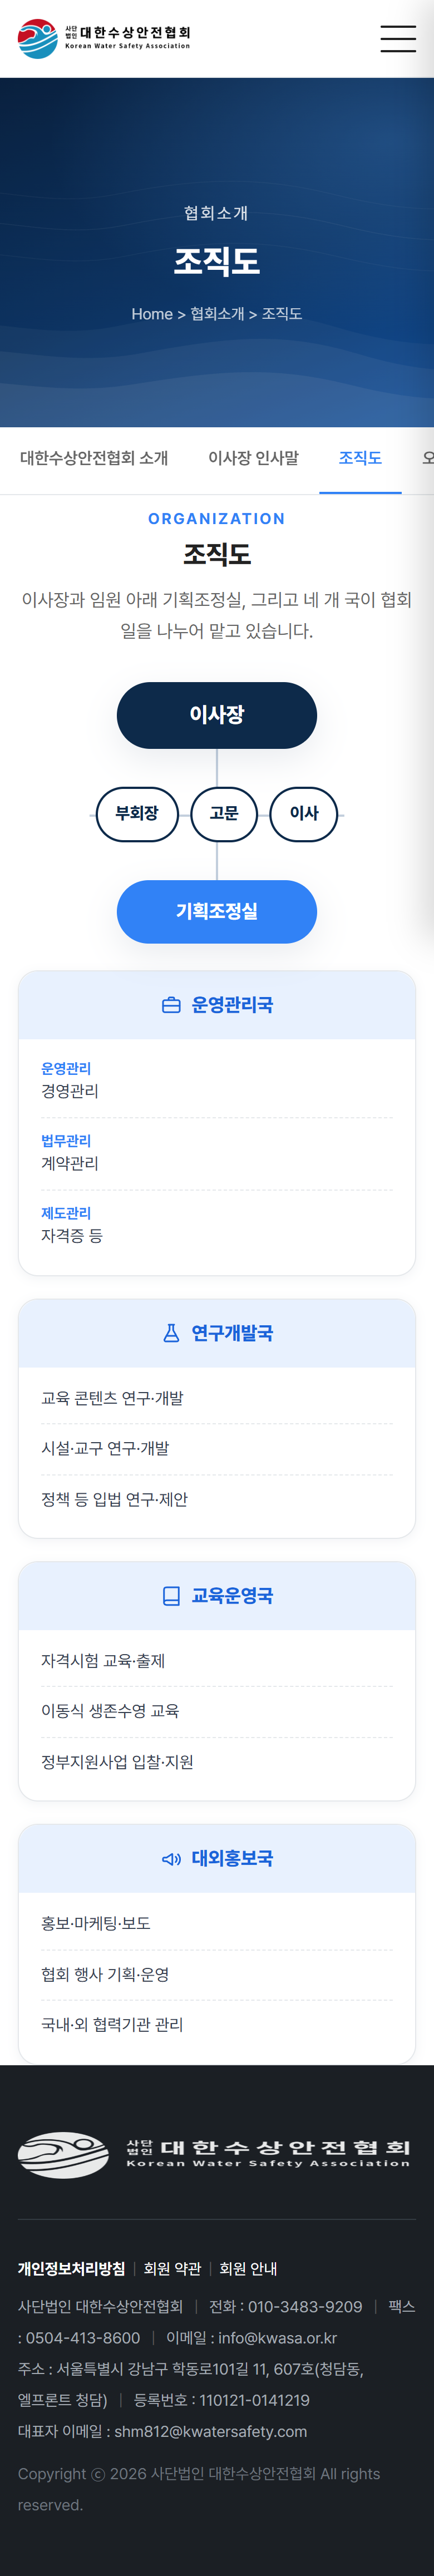 사단법인 대한수상안전협회
Korean Water Safety Association
협회소개
조직도
Home > 협회소개 > 조직도
대한수상안전협회 소개 이사장 인사말 조직도
ORGANIZATION
조직도
이사장과 임원 아래 기획조정실, 그리고 네 개 국이 협회
일을 나누어 맡고 있습니다.
이사장
부회장 고문 이사
기획조정실
운영관리국
운영관리
경영관리
법무관리
계약관리
제도관리
자격증 등
연구개발국
교육 콘텐츠 연구·개발
시설·교구 연구·개발
정책 등 입법 연구·제안
교육운영국
자격시험 교육·출제
이동식 생존수영 교육
정부지원사업 입찰·지원
대외홍보국
홍보·마케팅·보도
협회 행사 기획·운영
국내·외 협력기관 관리
사단법인 대한수상안전협회
Korean Water Safety Association
개인정보처리방침 | 회원 약관 | 회원 안내
사단법인 대한수상안전협회 | 전화 : 010-3483-9209 | 팩스
: 0504-413-8600 | 이메일 : info@kwasa.or.kr
주소 : 서울특별시 강남구 학동로101길 11, 607호(청담동,
엘프론트 청담) | 등록번호 : 110121-0141219
대표자 이메일 : shm812@kwatersafety.com
Copyright ⓒ 2026 사단법인 대한수상안전협회 All rights
reserved.